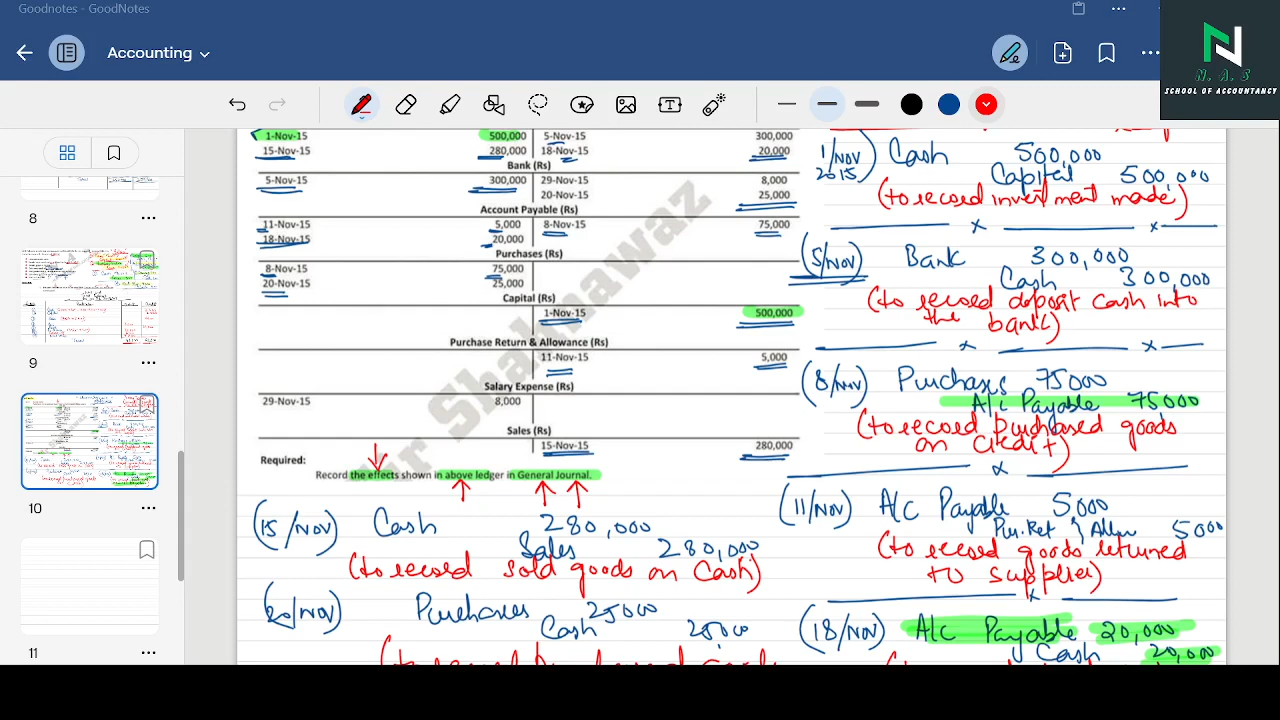 Goodnotes - GoodNotes
Accounting
N. A. S
SCHOOL OF ACCOUNTANCY
8
9
10
11
1-Nov-15 500,000 5-Nov-15 300,000
15-Nov-15 280,000 18-Nov-15 20,000
Bank (Rs)
5-Nov-15 300,000 29-Nov-15 8,000
20-Nov-15 25,000
Account Payable (Rs)
11-Nov-15 5,000 8-Nov-15 75,000
18-Nov-15 20,000
Purchases (Rs)
8-Nov-15 75,000
20-Nov-15 25,000
Capital (Rs)
1-Nov-15 500,000
Purchase Return & Allowance (Rs)
11-Nov-15 5,000
Salary Expense (Rs)
29-Nov-15 8,000
Sales (Rs)
15-Nov-15 280,000
Required:
Record the effects shown in above ledger in General Journal.
Shahnawaz
(15/NOV) Cash 280,000
Sales 280,000
(to record sold goods on Cash)
(20/NOV) Purchases 25000
Cash 25000
1/NOV 2015) Cash 500,000
Capital 500,000
(to record investment made)
(5/NOV) Bank 300,000
Cash 300,000
(to record deposit cash into
the bank)
(8/NOV) Purchases 75000
A/c Payable 75000
(to record purchased goods
on credit)
(11/NOV) A/C Payable 5000
Pur.Ret & Allow 5000
(to record goods returned
to supplier)
(18/NOV) A/c Payable 20,000
Cash 20,000